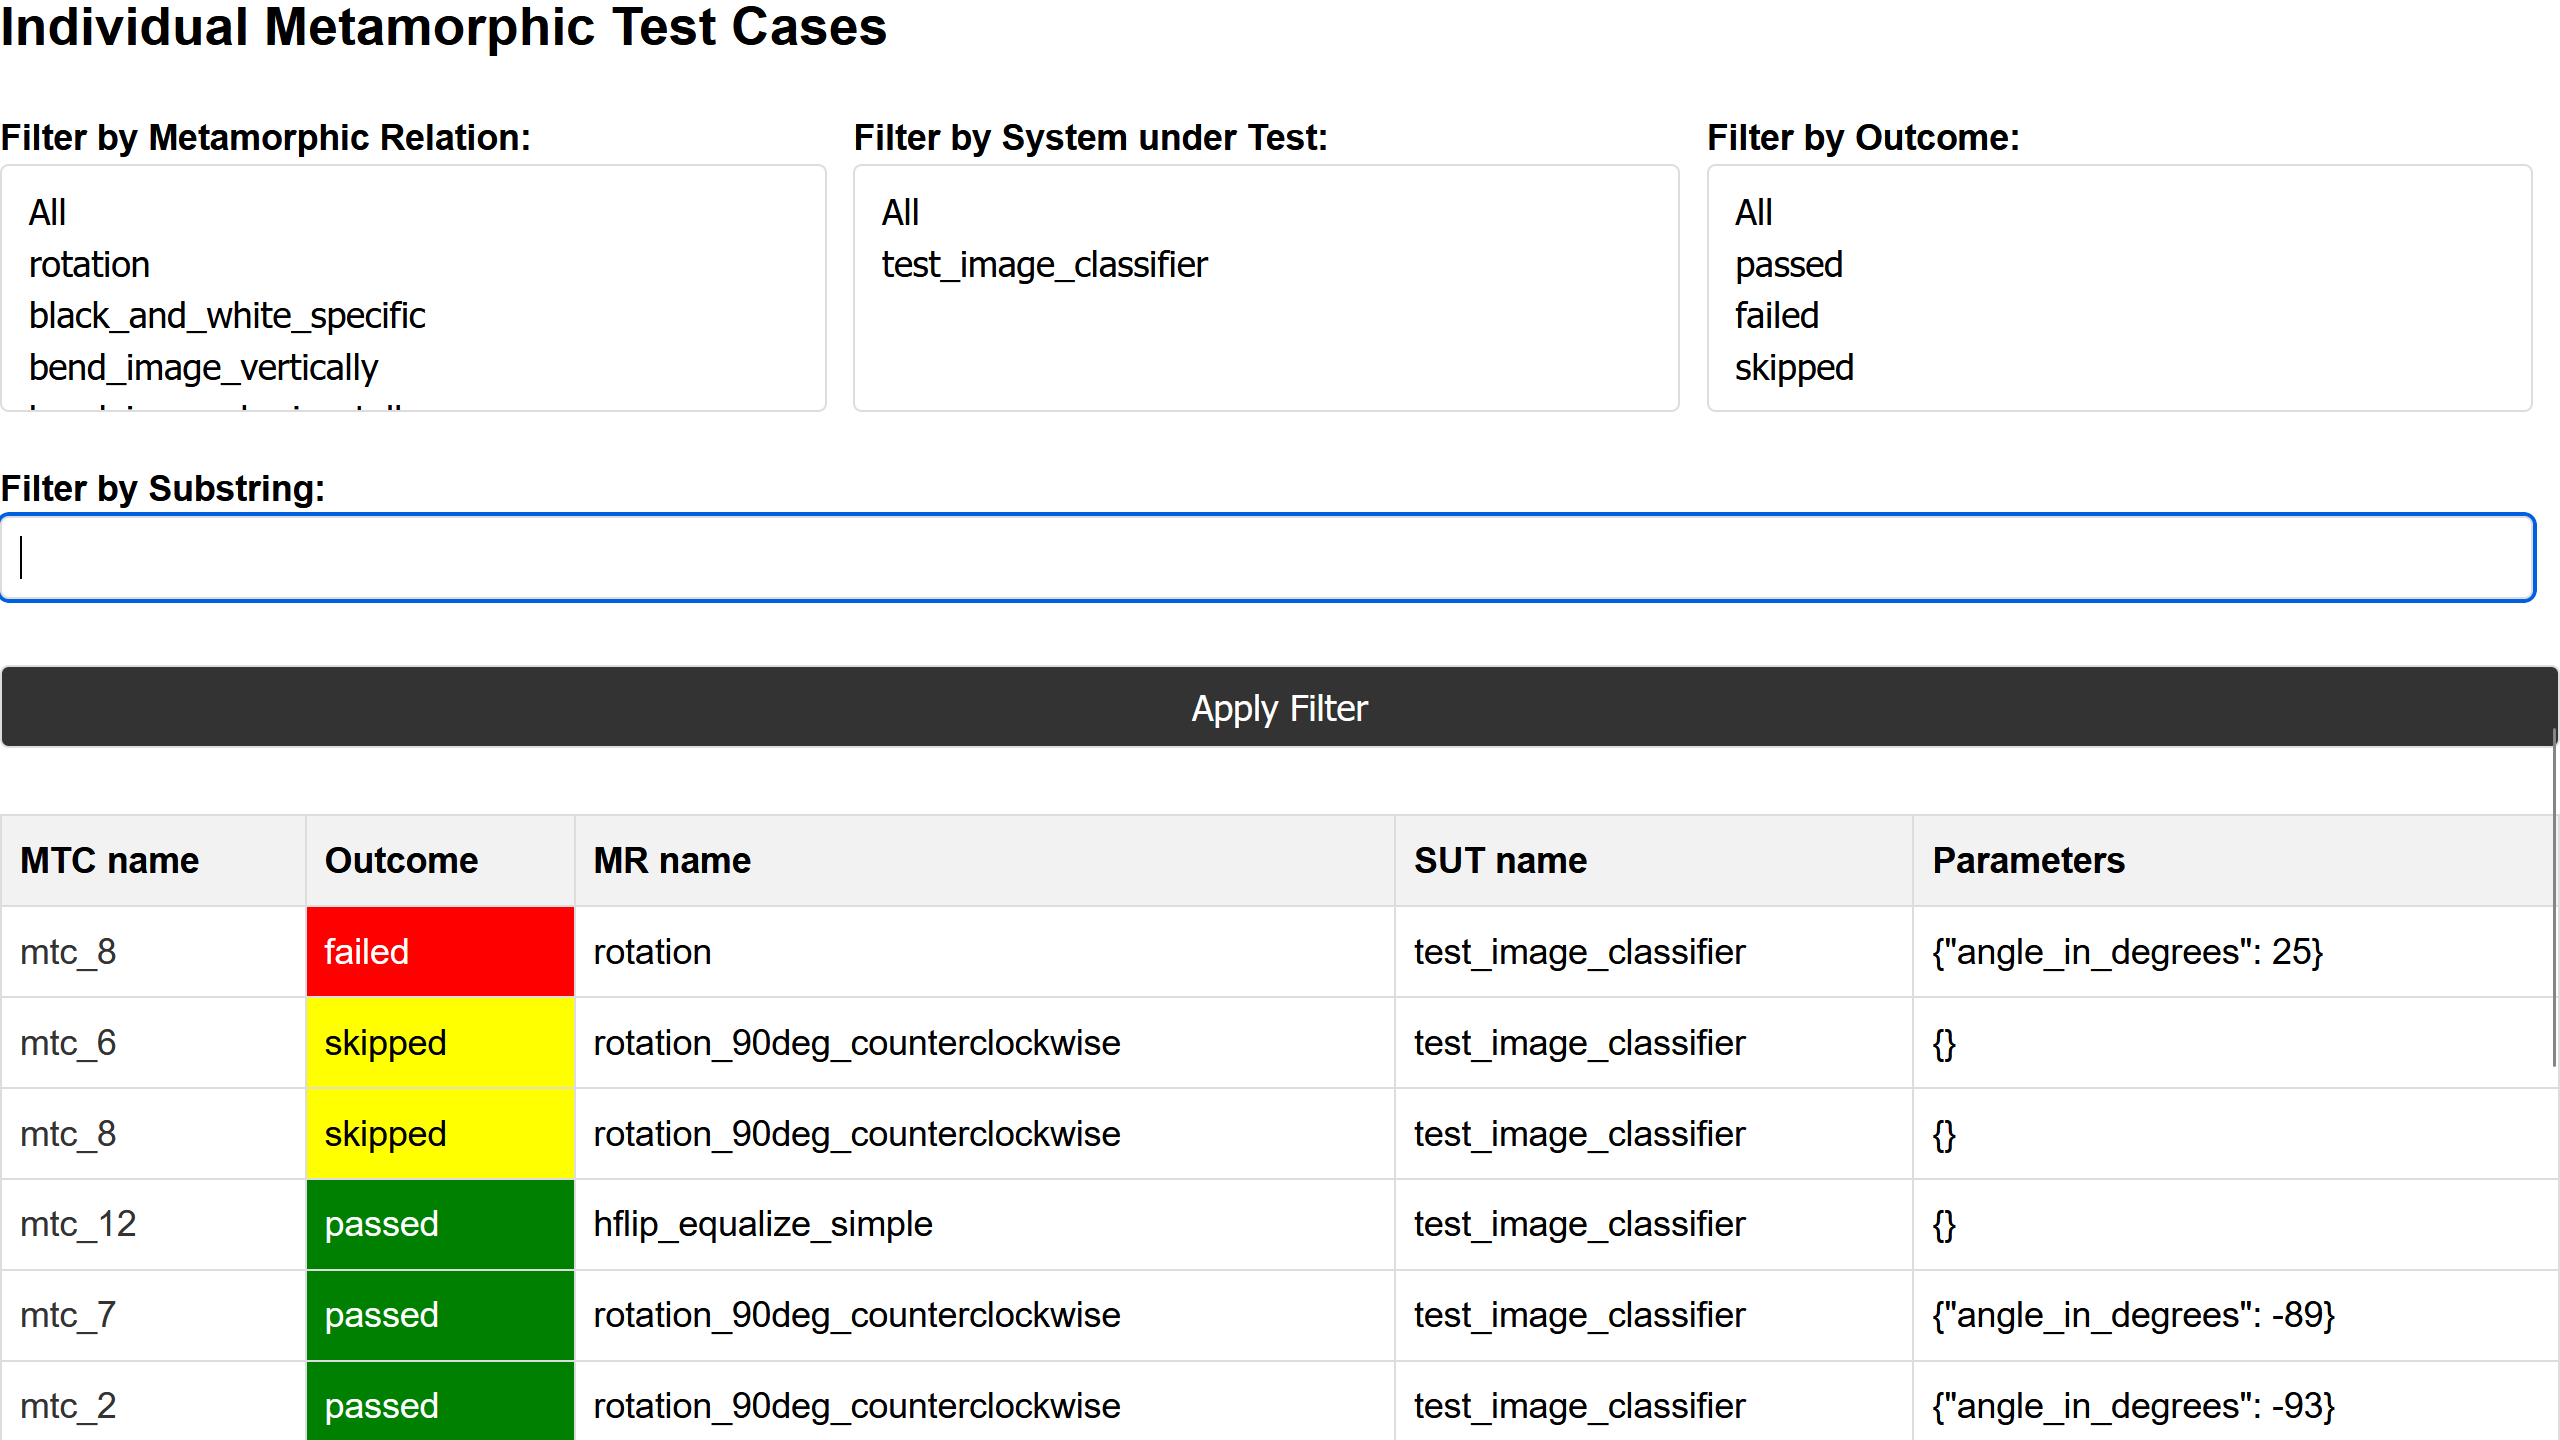 Individual Metamorphic Test Cases
Filter by Metamorphic Relation:
All
rotation
black_and_white_specific
bend_image_vertically
Filter by System under Test:
All
test_image_classifier
Filter by Outcome:
All
passed
failed
skipped
Filter by Substring:
Apply Filter
MTC name Outcome MR name SUT name Parameters
mtc_8 failed rotation test_image_classifier {"angle_in_degrees": 25}
mtc_6 skipped rotation_90deg_counterclockwise test_image_classifier {}
mtc_8 skipped rotation_90deg_counterclockwise test_image_classifier {}
mtc_12 passed hflip_equalize_simple test_image_classifier {}
mtc_7 passed rotation_90deg_counterclockwise test_image_classifier {"angle_in_degrees": -89}
mtc_2 passed rotation_90deg_counterclockwise test_image_classifier {"angle_in_degrees": -93}